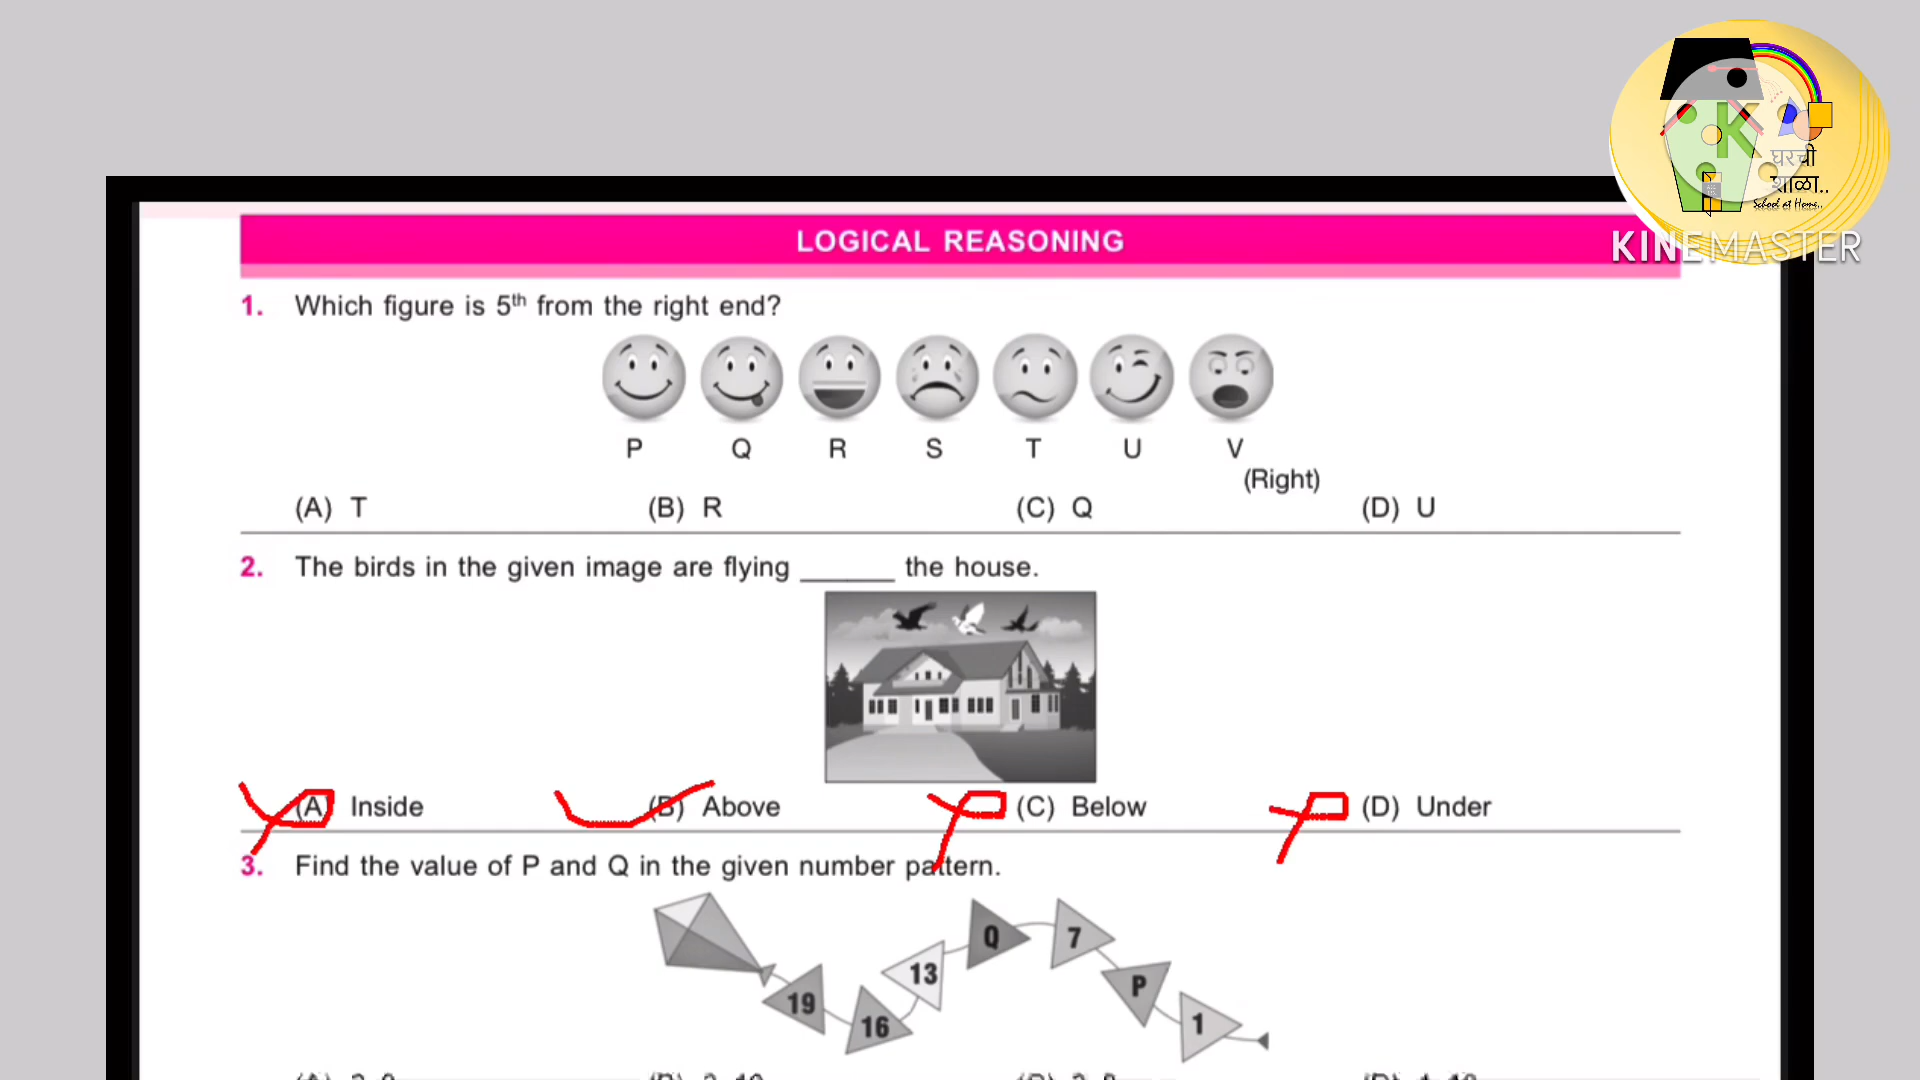 घरची
शाळा..
School at Home..
KINEMASTER
LOGICAL REASONING
1. Which figure is 5th from the right end?
P Q R S T U V
(Right)
(A) T (B) R (C) Q (D) U
2. The birds in the given image are flying ______ the house.
(A) Inside (B) Above (C) Below (D) Under
3. Find the value of P and Q in the given number pattern.
19 16 13 Q 7 P 1